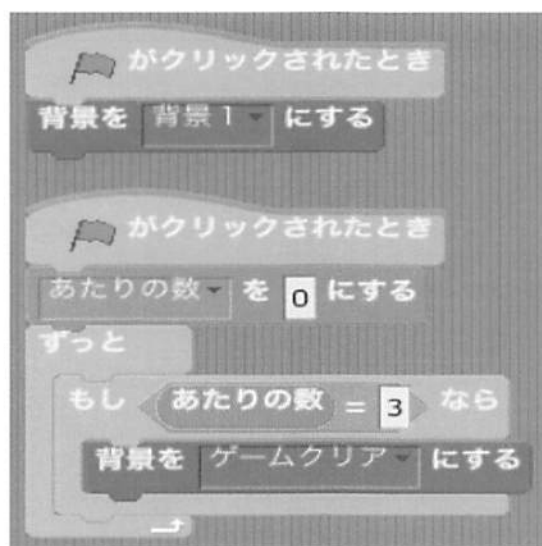 がクリックされたとき
背景を 背景1 にする
がクリックされたとき
あたりの数 を 0 にする
ずっと
もし あたりの数 = 3 なら
背景を ゲームクリア にする